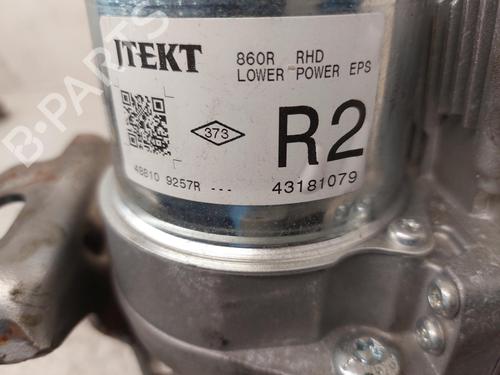 JTEKT
860R RHD
LOWER POWER EPS
373
R2
48810 9257R ---
43181079
B-PARTS